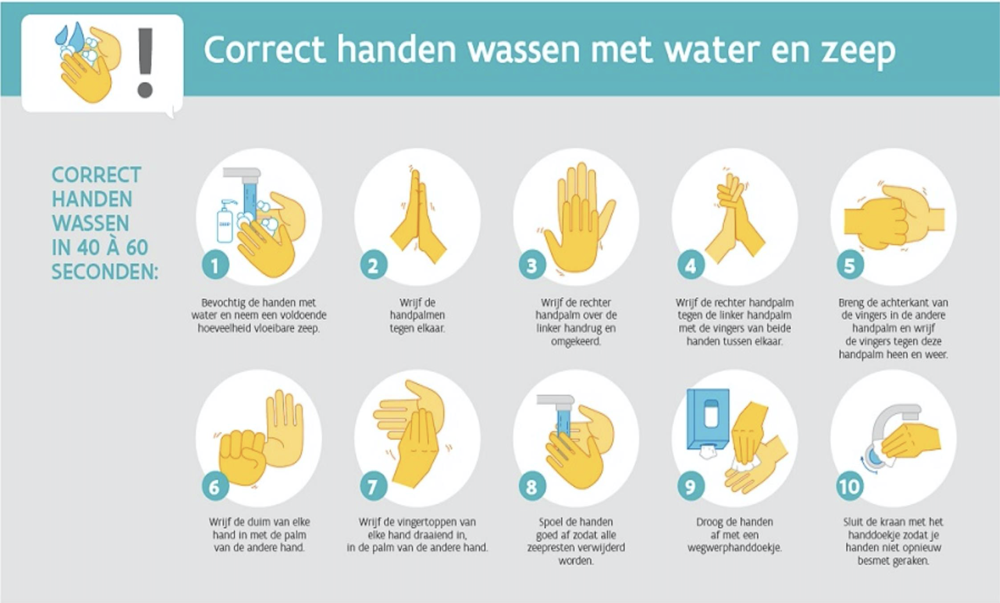 Correct handen wassen met water en zeep
CORRECT
HANDEN
WASSEN
IN 40 À 60
SECONDEN:
ZEEP
1
Bevochtig de handen met
water en neem een voldoende
hoeveelheid vloeibare zeep.
2
Wrijf de
handpalmen
tegen elkaar.
3
Wrijf de rechter
handpalm over de
linker handrug en
omgekeerd.
4
Wrijf de rechter handpalm
tegen de linker handpalm
met de vingers van beide
handen tussen elkaar.
5
Breng de achterkant van
de vingers in de andere
handpalm en wrijf
de vingers tegen deze
handpalm heen en weer.
6
Wrijf de duim van elke
hand in met de palm
van de andere hand.
7
Wrijf de vingertoppen van
elke hand draaiend in,
in de palm van de andere hand.
8
Spoel de handen
goed af zodat alle
zeepresten verwijderd
worden.
9
Droog de handen
af met een
wegwerphanddoekje.
10
Sluit de kraan met het
handdoekje zodat je
handen niet opnieuw
besmet geraken.